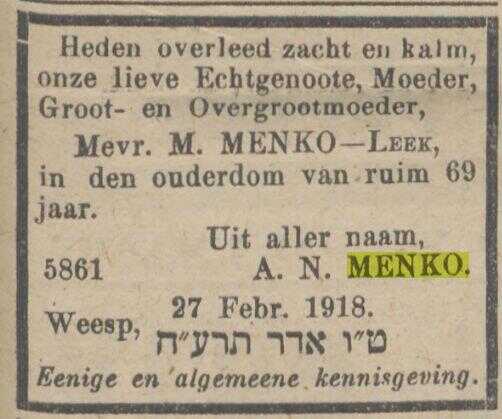 Heden overleed zacht en kalm,
onze lieve Echtgenoote, Moeder,
Groot- en Overgrootmoeder,
Mevr. M. MENKO—LEEK,
in den ouderdom van ruim 69
jaar.
Uit aller naam,
5861 A. N. MENKO.
Weesp, 27 Febr. 1918.
ט״ו אדר תרע״ח
Eenige en algemeene kennisgeving.